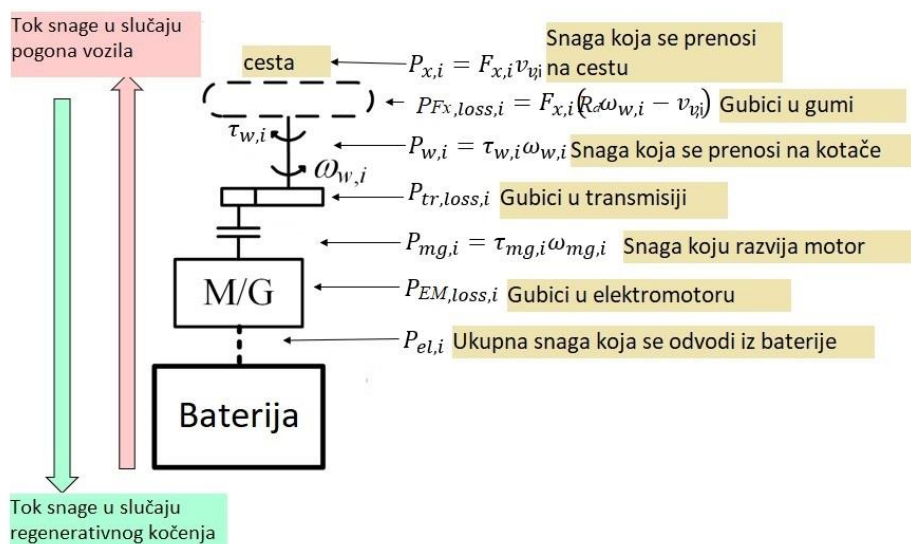 Tok snage u slučaju
pogona vozila
cesta
P_{x,i} = F_{x,i}v_{v,i}
Snaga koja se prenosi
na cestu
P_{Fx,loss,i} = F_{x,i}(R_dω_{w,i} − v_{v,i}) Gubici u gumi
τ_{w,i}
P_{w,i} = τ_{w,i}ω_{w,i} Snaga koja se prenosi na kotače
ω_{w,i}
P_{tr,loss,i} Gubici u transmisiji
P_{mg,i} = τ_{mg,i}ω_{mg,i} Snaga koju razvija motor
M/G
P_{EM,loss,i} Gubici u elektromotoru
P_{el,i} Ukupna snaga koja se odvodi iz baterije
Baterija
Tok snage u slučaju
regenerativnog kočenja